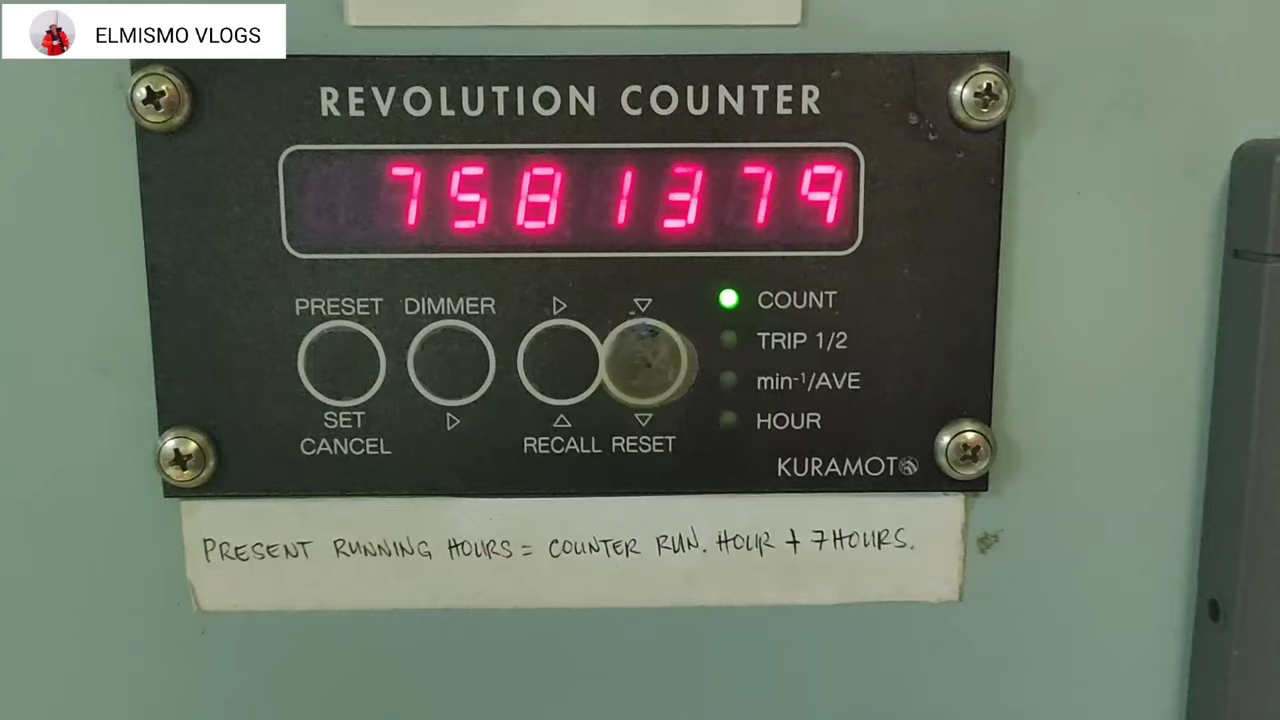 ELMISMO VLOGS
REVOLUTION COUNTER
7581379
PRESET DIMMER ▷ ▽
SET CANCEL ▷ △ RECALL ▽ RESET
COUNT
TRIP 1/2
min⁻¹/AVE
HOUR
KURAMOTO
PRESENT RUNNING HOURS = COUNTER RUN. HOUR + 7 HOURS.